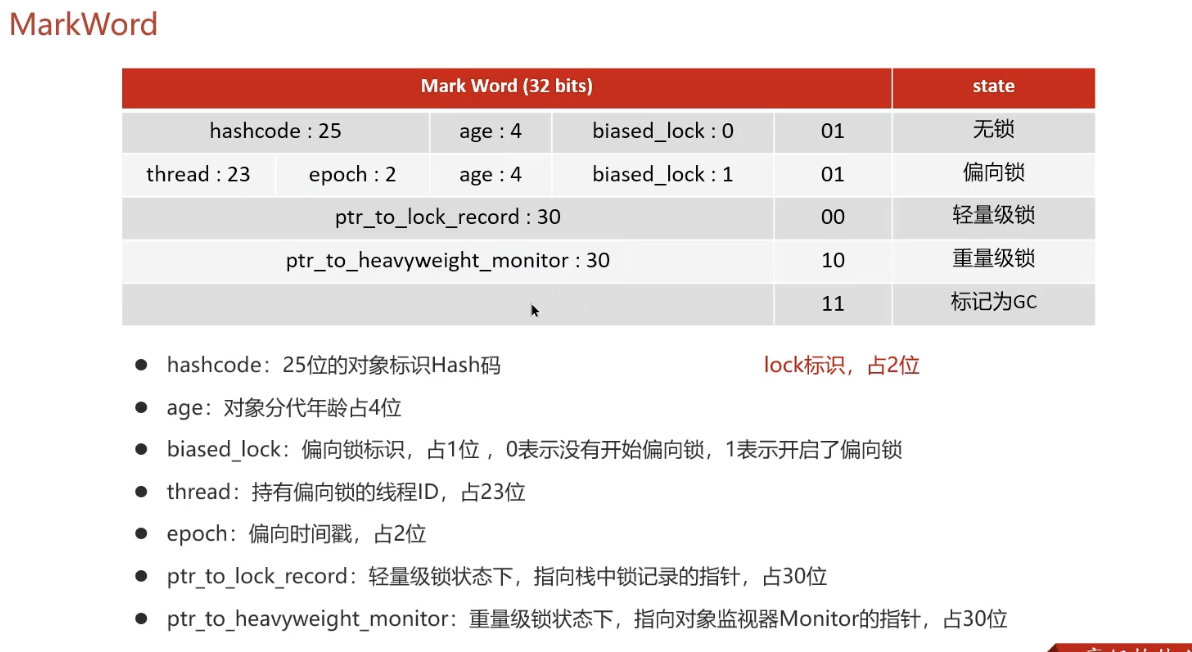 MarkWord
Mark Word (32 bits) state
hashcode : 25 age : 4 biased_lock : 0 01 无锁
thread : 23 epoch : 2 age : 4 biased_lock : 1 01 偏向锁
ptr_to_lock_record : 30 00 轻量级锁
ptr_to_heavyweight_monitor : 30 10 重量级锁
11 标记为GC
● hashcode：25位的对象标识Hash码 lock标识，占2位
● age：对象分代年龄占4位
● biased_lock：偏向锁标识，占1位 ，0表示没有开始偏向锁，1表示开启了偏向锁
● thread：持有偏向锁的线程ID，占23位
● epoch：偏向时间戳，占2位
● ptr_to_lock_record：轻量级锁状态下，指向栈中锁记录的指针，占30位
● ptr_to_heavyweight_monitor：重量级锁状态下，指向对象监视器Monitor的指针，占30位